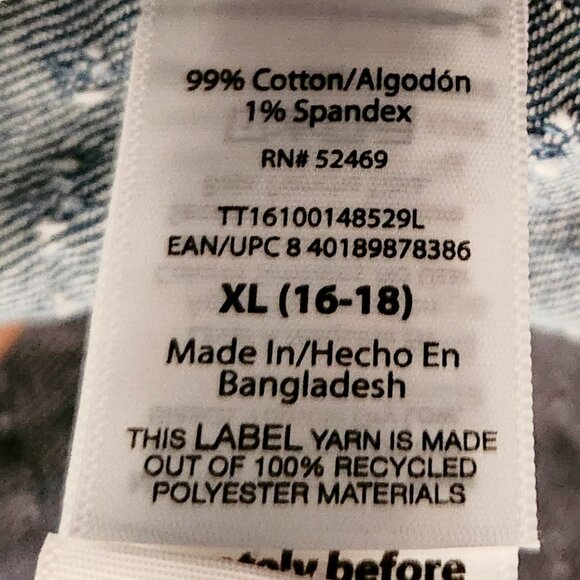 99% Cotton/Algodón
1% Spandex
RN# 52469
TT16100148529L
EAN/UPC 8 40189878386
XL (16-18)
Made In/Hecho En
Bangladesh
THIS LABEL YARN IS MADE
OUT OF 100% RECYCLED
POLYESTER MATERIALS
before